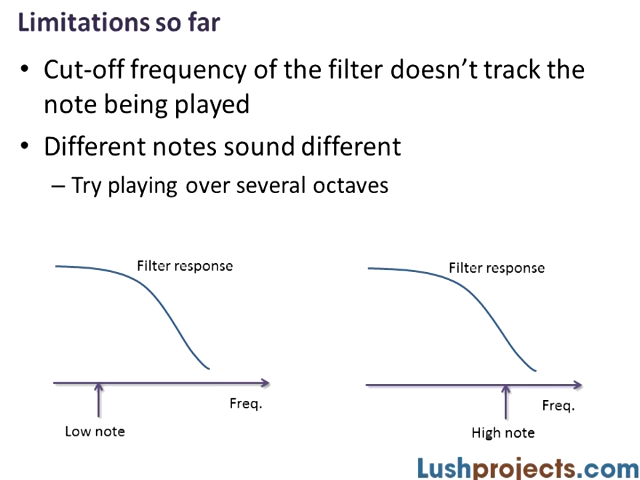 Limitations so far
• Cut-off frequency of the filter doesn't track the
note being played
• Different notes sound different
– Try playing over several octaves
Filter response
Freq.
Low note
Filter response
Freq.
High note
Lushprojects.com